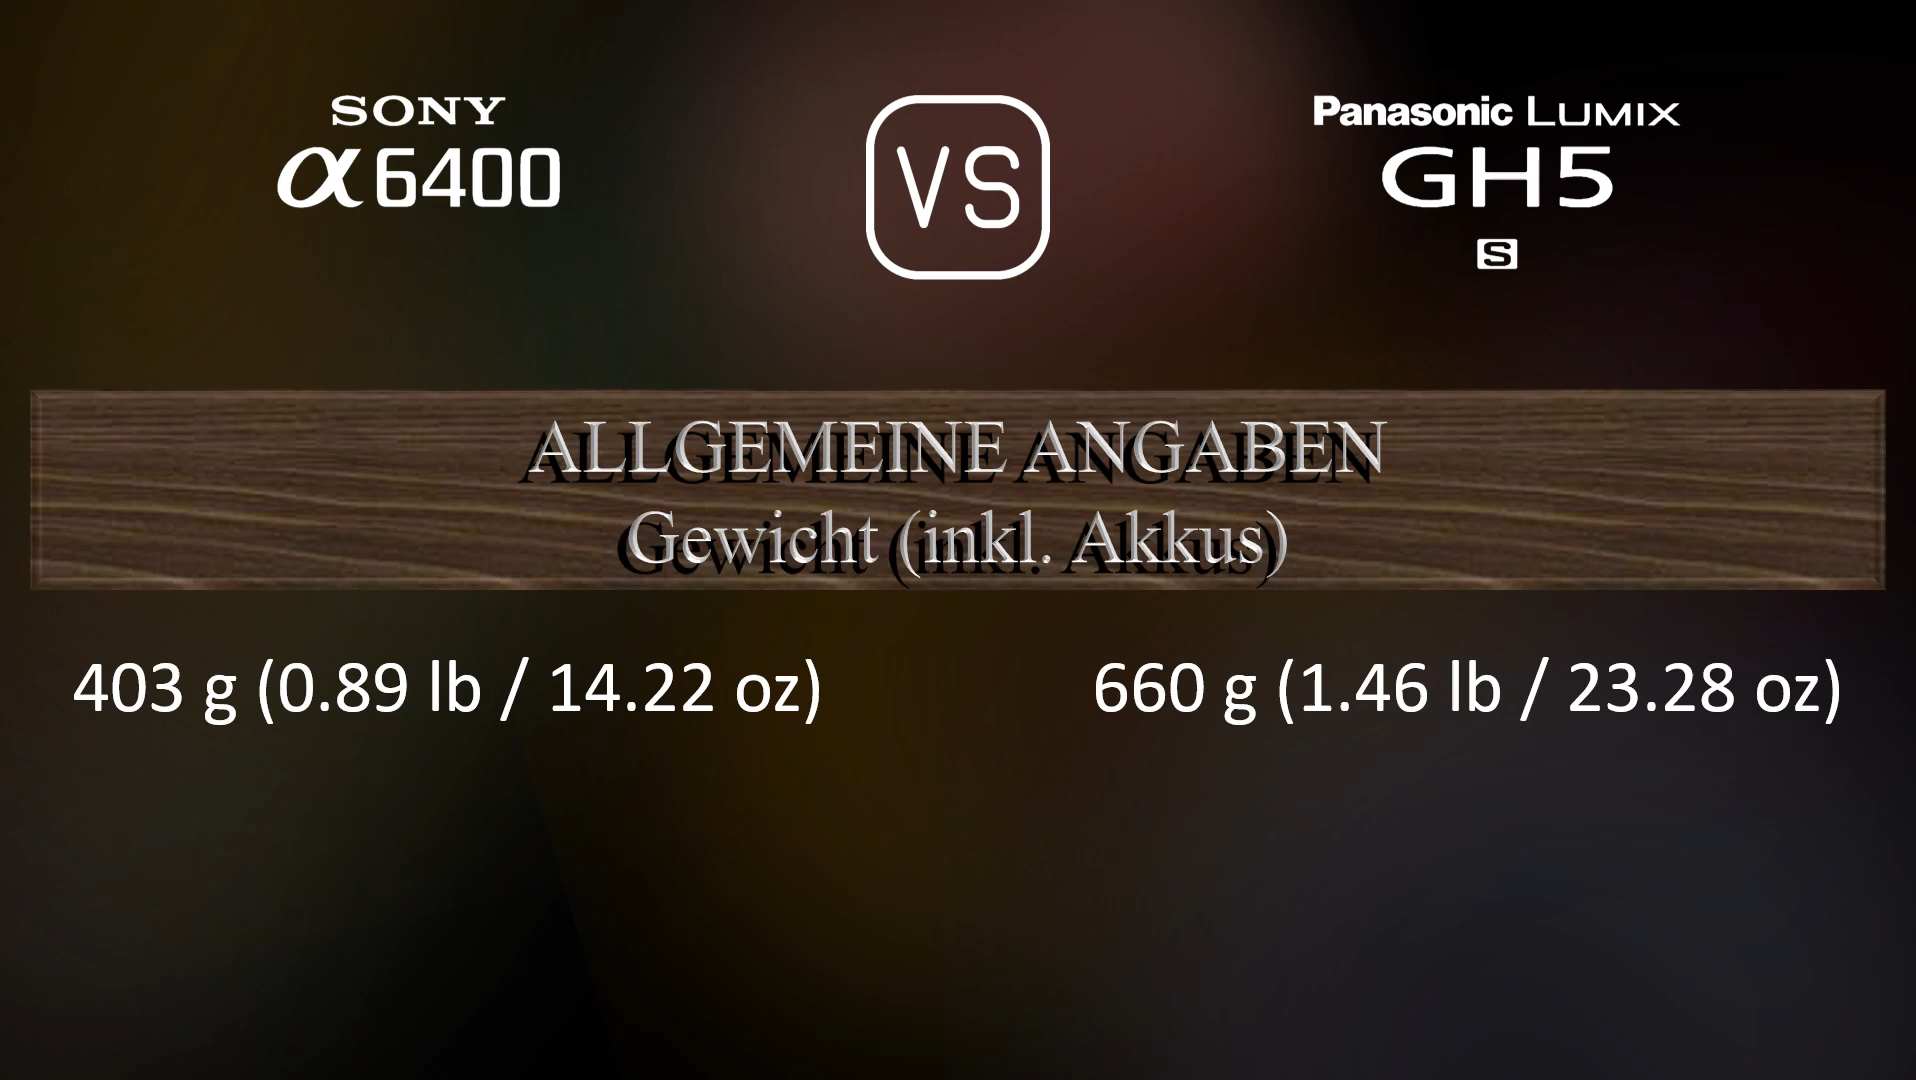 SONY
α6400
VS
Panasonic LUMIX
GH5
S
ALLGEMEINE ANGABEN
Gewicht (inkl. Akkus)
403 g (0.89 lb / 14.22 oz)
660 g (1.46 lb / 23.28 oz)